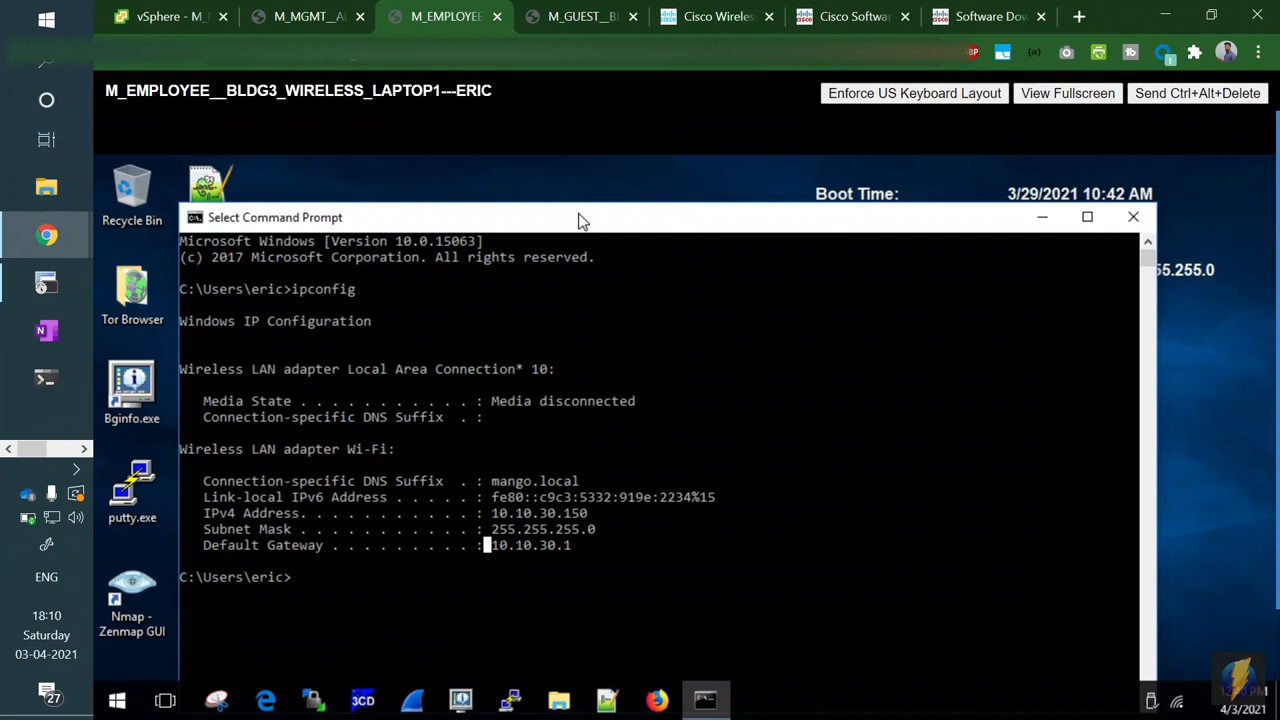 vSphere - M_N
M_MGMT__A
M_EMPLOYEE
M_GUEST__B
Cisco Wireles
Cisco Softwar
Software Dow
M_EMPLOYEE__BLDG3_WIRELESS_LAPTOP1---ERIC
Enforce US Keyboard Layout
View Fullscreen
Send Ctrl+Alt+Delete
Boot Time: 3/29/2021 10:42 AM
Recycle Bin
55.255.0
Select Command Prompt
Microsoft Windows [Version 10.0.15063]
(c) 2017 Microsoft Corporation. All rights reserved.
C:\Users\eric>ipconfig
Windows IP Configuration
Wireless LAN adapter Local Area Connection* 10:
Media State . . . . . . . . . . . : Media disconnected
Connection-specific DNS Suffix . :
Wireless LAN adapter Wi-Fi:
Connection-specific DNS Suffix . : mango.local
Link-local IPv6 Address . . . . . : fe80::c9c3:5332:919e:2234%15
IPv4 Address. . . . . . . . . . . : 10.10.30.150
Subnet Mask . . . . . . . . . . . : 255.255.255.0
Default Gateway . . . . . . . . . : 10.10.30.1
C:\Users\eric>
Tor Browser
Bginfo.exe
putty.exe
Nmap -
Zenmap GUI
ENG
18:10
Saturday
03-04-2021
27
3CD
4/3/2021